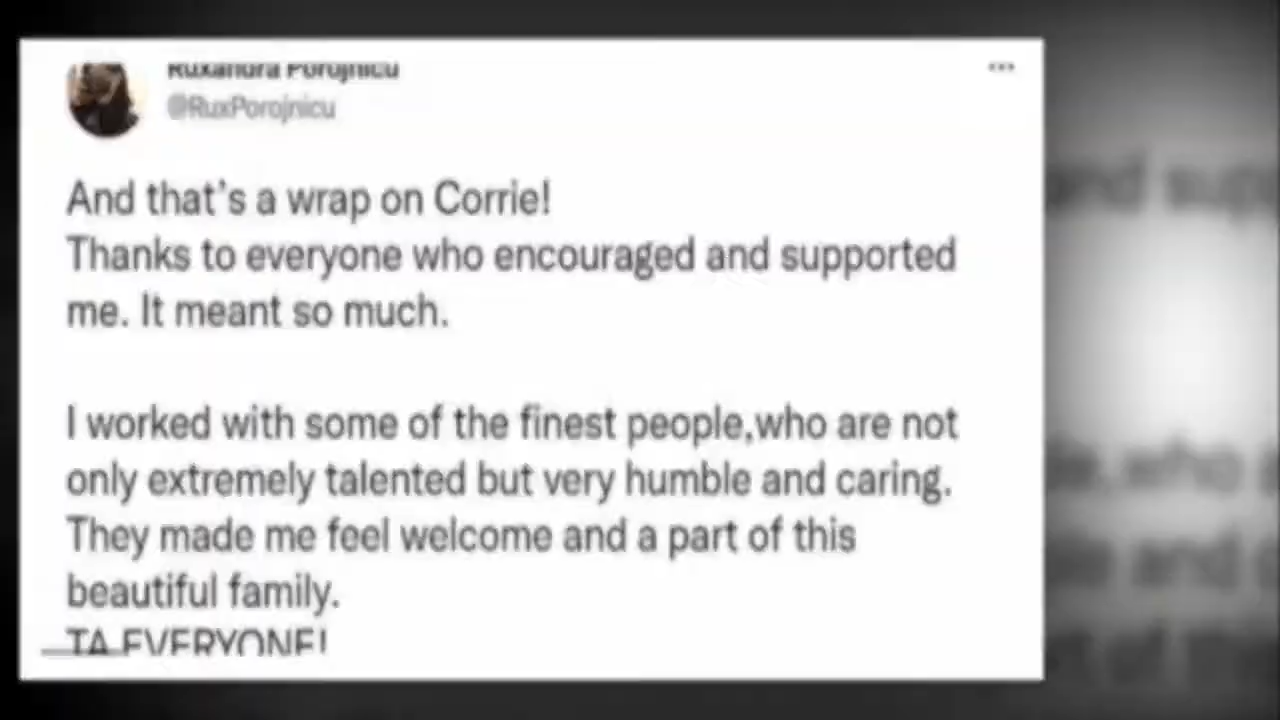 Ruxandra Porojnicu
@RuxPorojnicu
And that's a wrap on Corrie!
Thanks to everyone who encouraged and supported
me. It meant so much.
I worked with some of the finest people,who are not
only extremely talented but very humble and caring.
They made me feel welcome and a part of this
beautiful family.
TA EVERYONE!